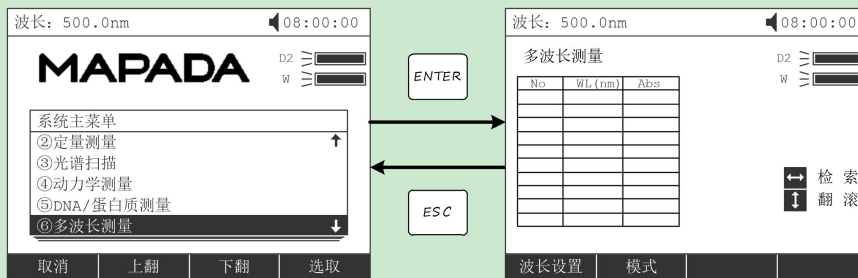 波长: 500.0nm 08:00:00
MAPADA
D2
W
系统主菜单
②定量测量
③光谱扫描
④动力学测量
⑤DNA/蛋白质测量
⑥多波长测量
取消 上翻 下翻 选取
ENTER
ESC
波长: 500.0nm 08:00:00
多波长测量
D2
W
No WL(nm) Abs
检 索
翻 滚
波长设置 模式